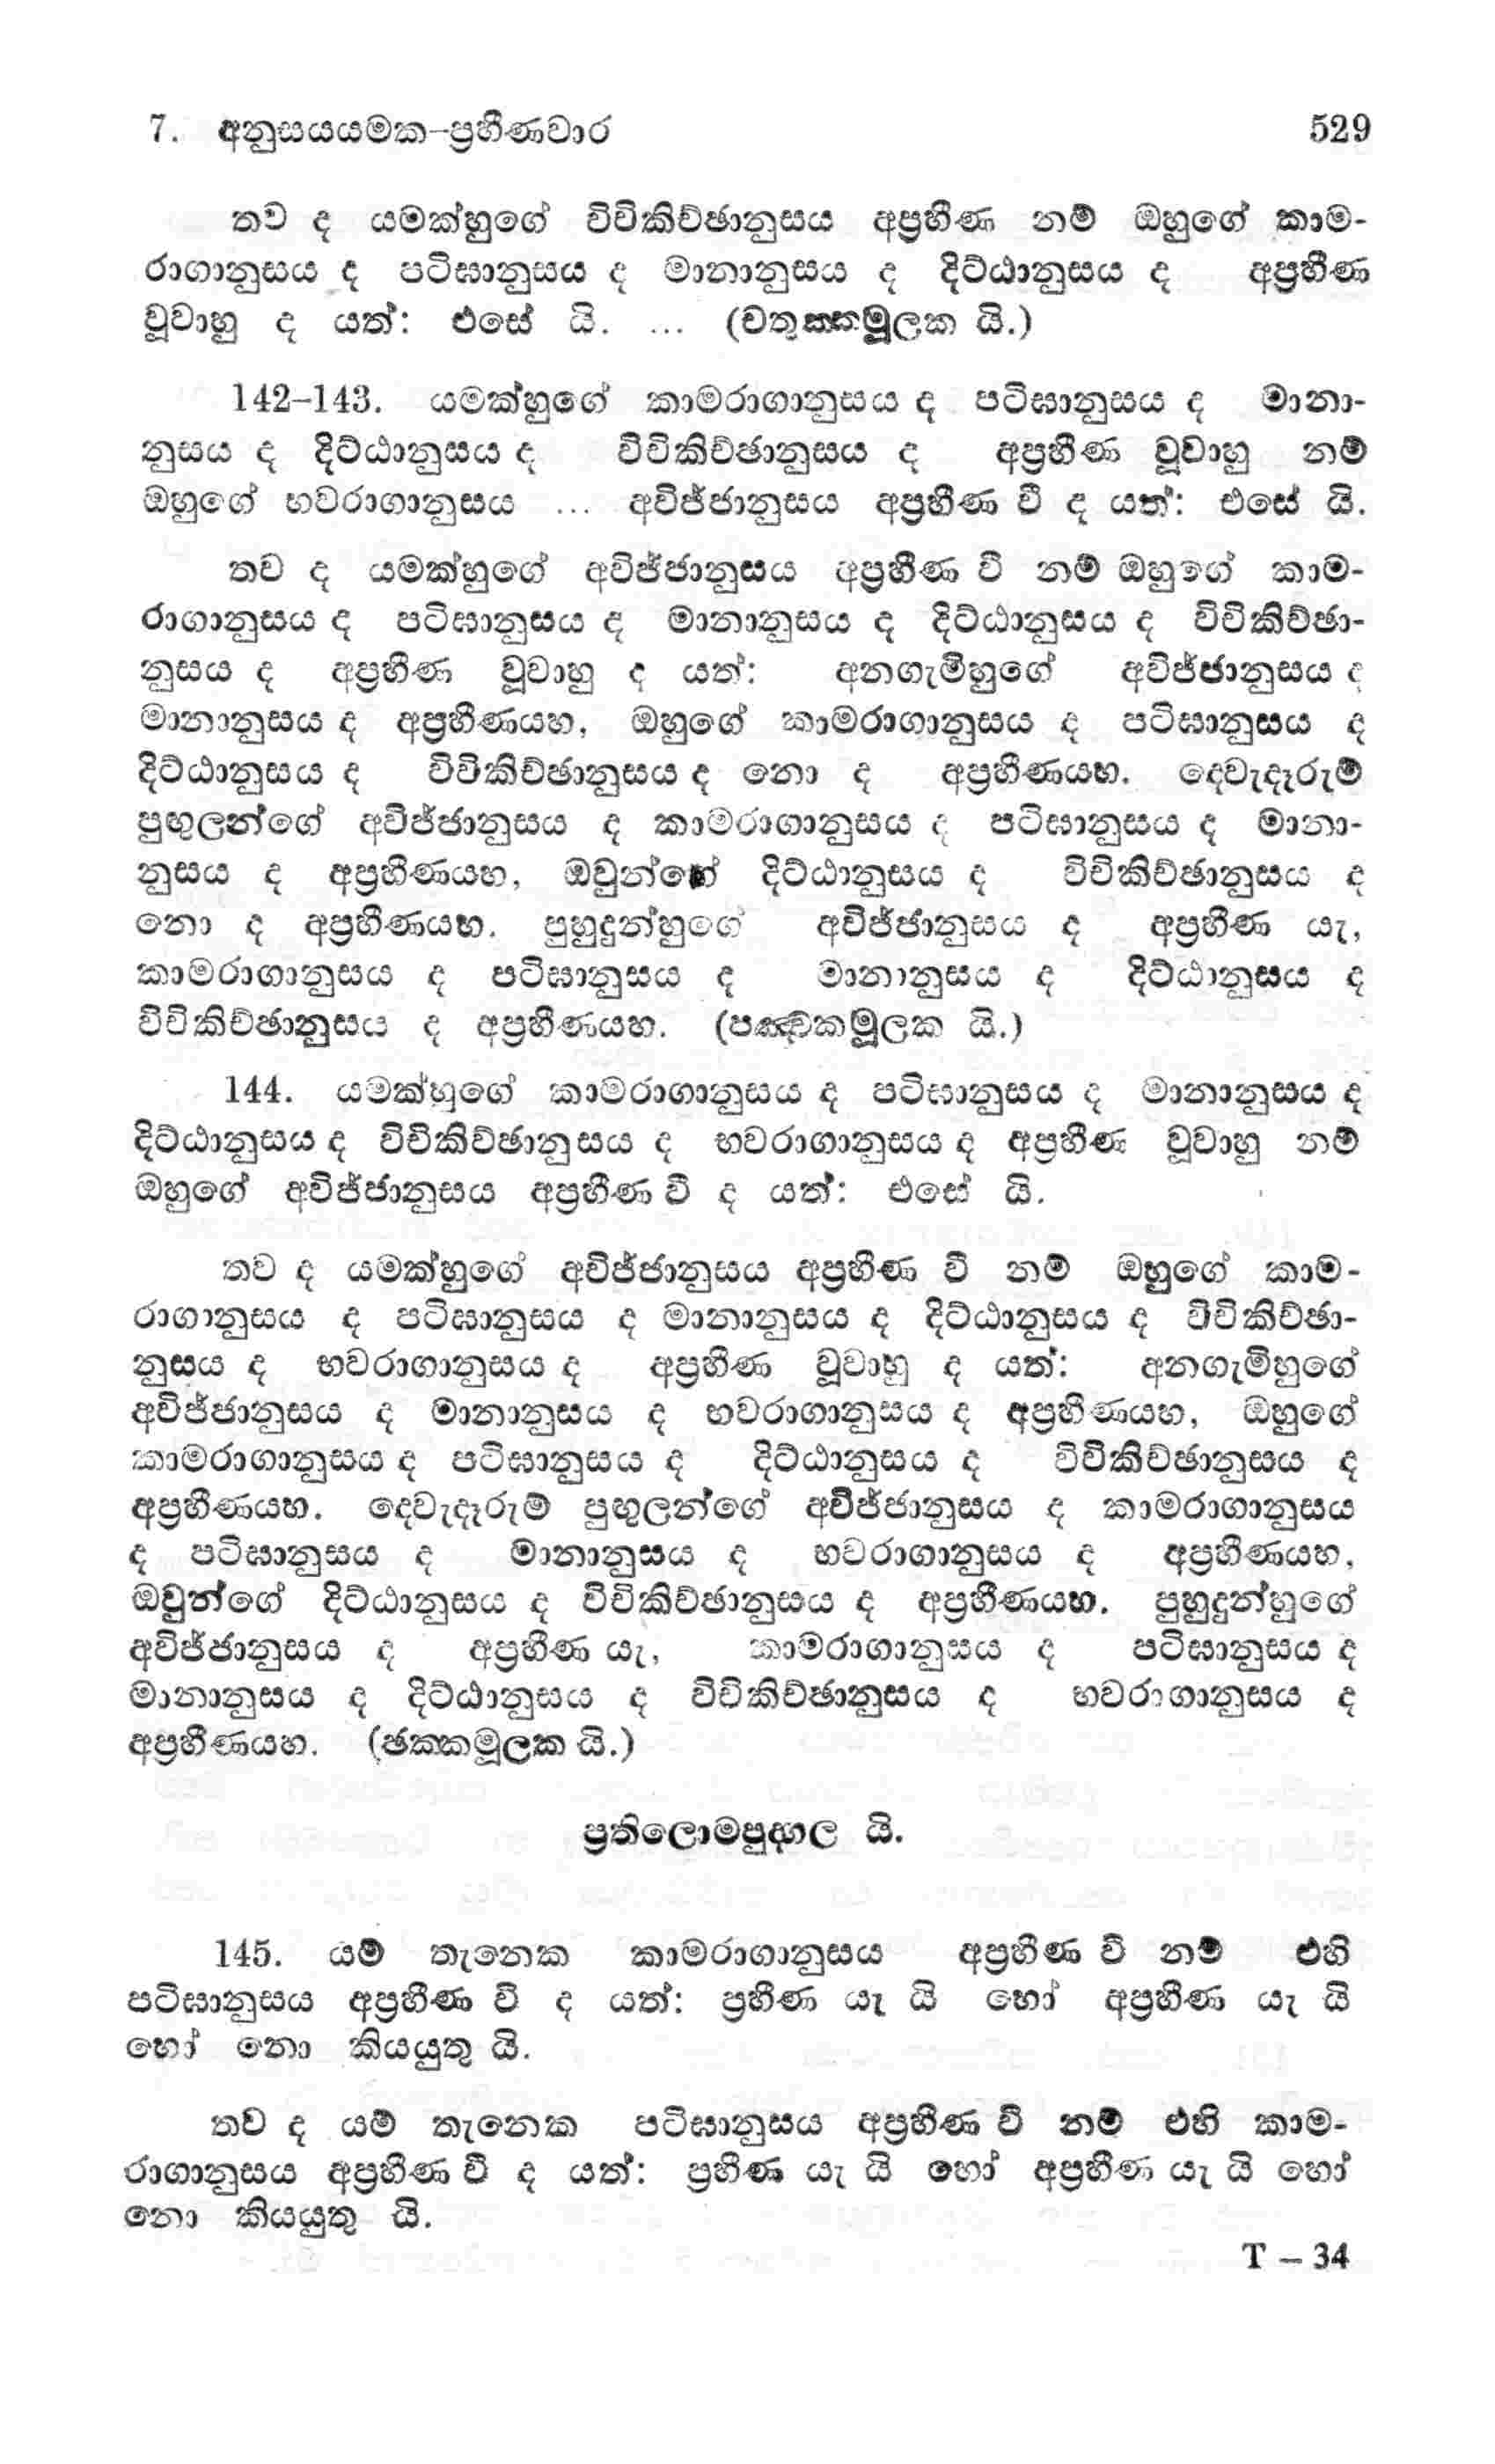 7. අනුසයයමක-ප්‍රහීණවාර 529
තව ද යමක්හුගේ විචිකිච්ඡානුසය අප්‍රහීණ නම් ඔහුගේ කාම-
රාගානුසය ද පටිඝානුසය ද මානානුසය ද දිට්ඨානුසය ද අප්‍රහීණ
වූවාහු ද යත්: එසේ යි. ... (චතුක්කමූලක යි.)
142-143. යමක්හුගේ කාමරාගානුසය ද පටිඝානුසය ද මානා-
නුසය ද දිට්ඨානුසය ද විචිකිච්ඡානුසය ද අප්‍රහීණ වූවාහු නම්
ඔහුගේ භවරාගානුසය ... අවිජ්ජානුසය අප්‍රහීණ වී ද යත්: එසේ යි.
තව ද යමක්හුගේ අවිජ්ජානුසය අප්‍රහීණ වී නම් ඔහුගේ කාම-
රාගානුසය ද පටිඝානුසය ද මානානුසය ද දිට්ඨානුසය ද විචිකිච්ඡා-
නුසය ද අප්‍රහීණ වූවාහු ද යත්: අනගැමිහුගේ අවිජ්ජානුසය ද
මානානුසය ද අප්‍රහීණයහ, ඔහුගේ කාමරාගානුසය ද පටිඝානුසය ද
දිට්ඨානුසය ද විචිකිච්ඡානුසය ද නො ද අප්‍රහීණයහ. දෙවැදෑරුම්
පුඟුලන්ගේ අවිජ්ජානුසය ද කාමරාගානුසය ද පටිඝානුසය ද මානා-
නුසය ද අප්‍රහීණයහ, ඔවුන්ගේ දිට්ඨානුසය ද විචිකිච්ඡානුසය ද
නො ද අප්‍රහීණයහ. පුහුදුන්හුගේ අවිජ්ජානුසය ද අප්‍රහීණ යැ,
කාමරාගානුසය ද පටිඝානුසය ද මානානුසය ද දිට්ඨානුසය ද
විචිකිච්ඡානුසය ද අප්‍රහීණයහ. (පඤ්චකමූලක යි.)
144. යමක්හුගේ කාමරාගානුසය ද පටිඝානුසය ද මානානුසය ද
දිට්ඨානුසය ද විචිකිච්ඡානුසය ද භවරාගානුසය ද අප්‍රහීණ වූවාහු නම්
ඔහුගේ අවිජ්ජානුසය අප්‍රහීණ වී ද යත්: එසේ යි.
තව ද යමක්හුගේ අවිජ්ජානුසය අප්‍රහීණ වී නම් ඔහුගේ කාම-
රාගානුසය ද පටිඝානුසය ද මානානුසය ද දිට්ඨානුසය ද විචිකිච්ඡා-
නුසය ද භවරාගානුසය ද අප්‍රහීණ වූවාහු ද යත්: අනගැමිහුගේ
අවිජ්ජානුසය ද මානානුසය ද භවරාගානුසය ද අප්‍රහීණයහ, ඔහුගේ
කාමරාගානුසය ද පටිඝානුසය ද දිට්ඨානුසය ද විචිකිච්ඡානුසය ද
අප්‍රහීණයහ. දෙවැදෑරුම් පුඟුලන්ගේ අවිජ්ජානුසය ද කාමරාගානුසය
ද පටිඝානුසය ද මානානුසය ද භවරාගානුසය ද අප්‍රහීණයහ,
ඔවුන්ගේ දිට්ඨානුසය ද විචිකිච්ඡානුසය ද අප්‍රහීණයහ. පුහුදුන්හුගේ
අවිජ්ජානුසය ද අප්‍රහීණ යැ, කාමරාගානුසය ද පටිඝානුසය ද
මානානුසය ද දිට්ඨානුසය ද විචිකිච්ඡානුසය ද භවරාගානුසය ද
අප්‍රහීණයහ. (ඡක්කමූලක යි.)
ප්‍රතිලොමපුද්ගල යි.
145. යම් තැනෙක කාමරාගානුසය අප්‍රහීණ වී නම් එහි
පටිඝානුසය අප්‍රහීණ වී ද යත්: ප්‍රහීණ යැ යි හෝ අප්‍රහීණ යැ යි
හෝ නො කියයුතු යි.
තව ද යම් තැනෙක පටිඝානුසය අප්‍රහීණ වී නම් එහි කාම-
රාගානුසය අප්‍රහීණ වී ද යත්: ප්‍රහීණ යැ යි හෝ අප්‍රහීණ යැ යි හෝ
නො කියයුතු යි.
T – 34